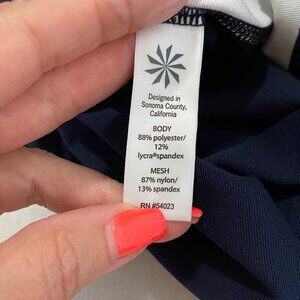 Designed in
Sonoma County,
California
BODY
88% polyester/
12%
lycra®spandex
MESH
87% nylon/
13% spandex
RN #54023